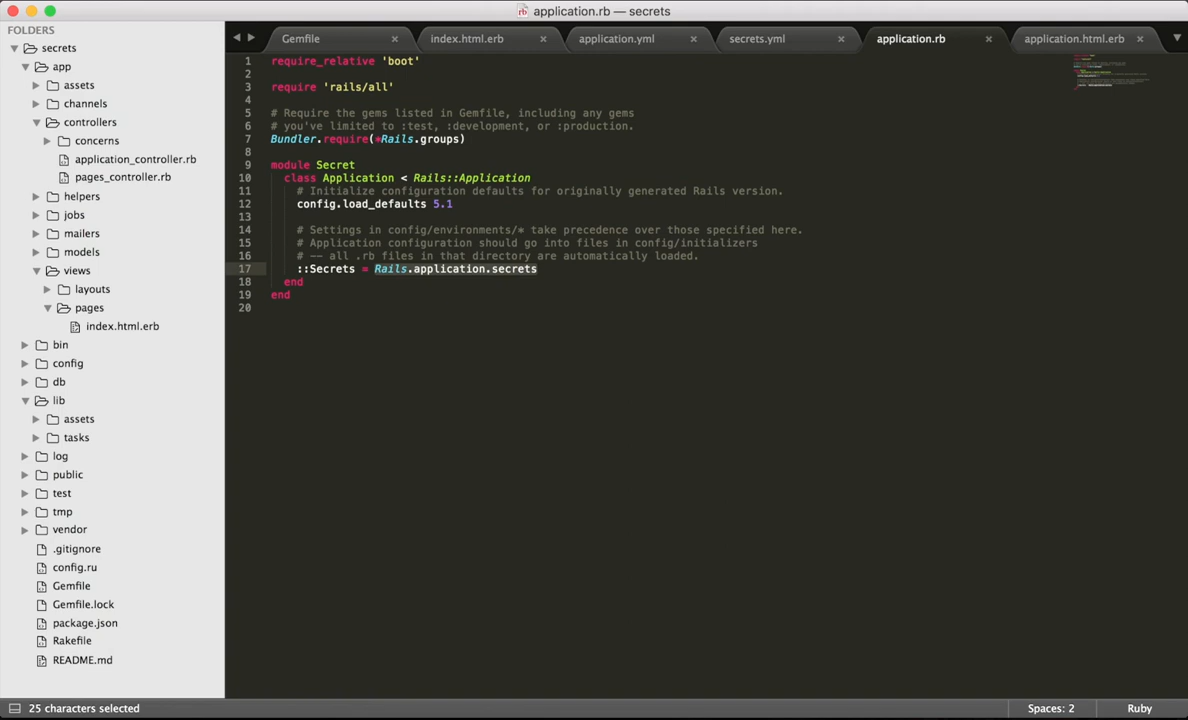 application.rb — secrets
FOLDERS
secrets
app
assets
channels
controllers
concerns
application_controller.rb
pages_controller.rb
helpers
jobs
mailers
models
views
layouts
pages
index.html.erb
bin
config
db
lib
assets
tasks
log
public
test
tmp
vendor
.gitignore
config.ru
Gemfile
Gemfile.lock
package.json
Rakefile
README.md
Gemfile
index.html.erb
application.yml
secrets.yml
application.rb
application.html.erb
1 require_relative 'boot'
2
3 require 'rails/all'
4
5 # Require the gems listed in Gemfile, including any gems
6 # you've limited to :test, :development, or :production.
7 Bundler.require(*Rails.groups)
8
9 module Secret
10 class Application < Rails::Application
11 # Initialize configuration defaults for originally generated Rails version.
12 config.load_defaults 5.1
13
14 # Settings in config/environments/* take precedence over those specified here.
15 # Application configuration should go into files in config/initializers
16 # -- all .rb files in that directory are automatically loaded.
17 ::Secrets = Rails.application.secrets
18 end
19 end
20
25 characters selected
Spaces: 2
Ruby